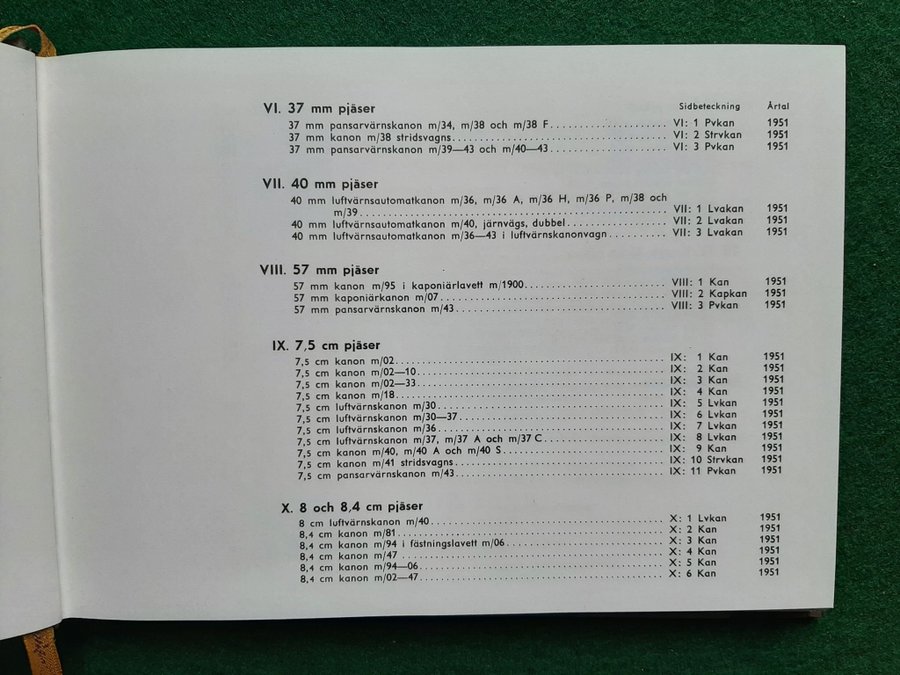 VI. 37 mm pjäser Sidbeteckning Årtal
37 mm pansarvärnskanon m/34, m/38 och m/38 F VI: 1 Pvkan 1951
37 mm kanon m/38 stridsvagns VI: 2 Strvkan 1951
37 mm pansarvärnskanon m/39—43 och m/40—43 VI: 3 Pvkan 1951
VII. 40 mm pjäser
40 mm luftvärnsautomatkanon m/36, m/36 A, m/36 H, m/36 P, m/38 och
m/39 VII: 1 Lvakan 1951
40 mm luftvärnsautomatkanon m/40, järnvägs, dubbel VII: 2 Lvakan 1951
40 mm luftvärnsautomatkanon m/36—43 i luftvärnskanonvagn VII: 3 Lvakan 1951
VIII. 57 mm pjäser
57 mm kanon m/95 i kaponiärlavett m/1900 VIII: 1 Kan 1951
57 mm kaponiärkanon m/07 VIII: 2 Kapkan 1951
57 mm pansarvärnskanon m/43 VIII: 3 Pvkan 1951
IX. 7,5 cm pjäser
7,5 cm kanon m/02 IX: 1 Kan 1951
7,5 cm kanon m/02—10 IX: 2 Kan 1951
7,5 cm kanon m/02—33 IX: 3 Kan 1951
7,5 cm kanon m/18 IX: 4 Kan 1951
7,5 cm luftvärnskanon m/30 IX: 5 Lvkan 1951
7,5 cm luftvärnskanon m/30—37 IX: 6 Lvkan 1951
7,5 cm luftvärnskanon m/36 IX: 7 Lvkan 1951
7,5 cm luftvärnskanon m/37, m/37 A och m/37 C IX: 8 Lvkan 1951
7,5 cm kanon m/40, m/40 A och m/40 S IX: 9 Kan 1951
7,5 cm kanon m/41 stridsvagns IX: 10 Strvkan 1951
7,5 cm pansarvärnskanon m/43 IX: 11 Pvkan 1951
X. 8 och 8,4 cm pjäser
8 cm luftvärnskanon m/40 X: 1 Lvkan 1951
8,4 cm kanon m/81 X: 2 Kan 1951
8,4 cm kanon m/94 i fästningslavett m/06 X: 3 Kan 1951
8,4 cm kanon m/47 X: 4 Kan 1951
8,4 cm kanon m/94—06 X: 5 Kan 1951
8,4 cm kanon m/02—47 X: 6 Kan 1951